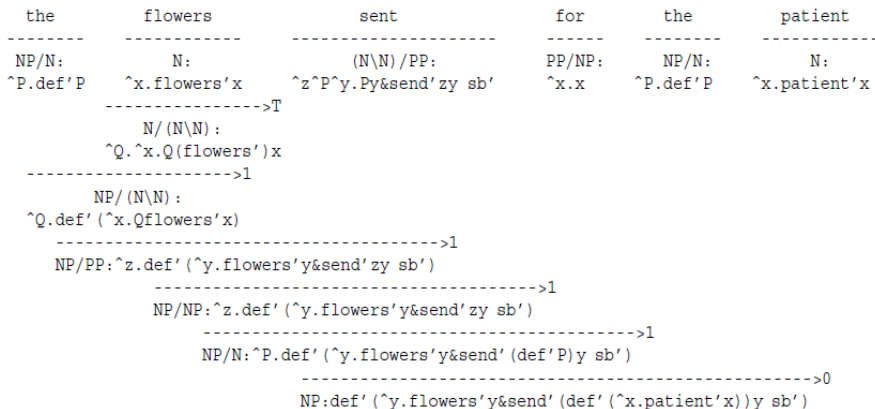 the flowers sent for the patient
-------- ------------ --------------------- ------ ------- ------------
NP/N: N: (N\N)/PP: PP/NP: NP/N: N:
^P.def'P ^x.flowers'x ^z^P^y.Py&send'zy sb' ^x.x ^P.def'P ^x.patient'x
---------------->T
N/(N\N):
^Q.^x.Q(flowers')x
--------------------->1
NP/(N\N):
^Q.def'(^x.Qflowers'x)
--------------------------------------->1
NP/PP:^z.def'(^y.flowers'y&send'zy sb')
--------------------------------------->1
NP/NP:^z.def'(^y.flowers'y&send'zy sb')
-------------------------------------------->1
NP/N:^P.def'(^y.flowers'y&send'(def'P)y sb')
---------------------------------------------------->0
NP:def'(^y.flowers'y&send'(def'(^x.patient'x))y sb')